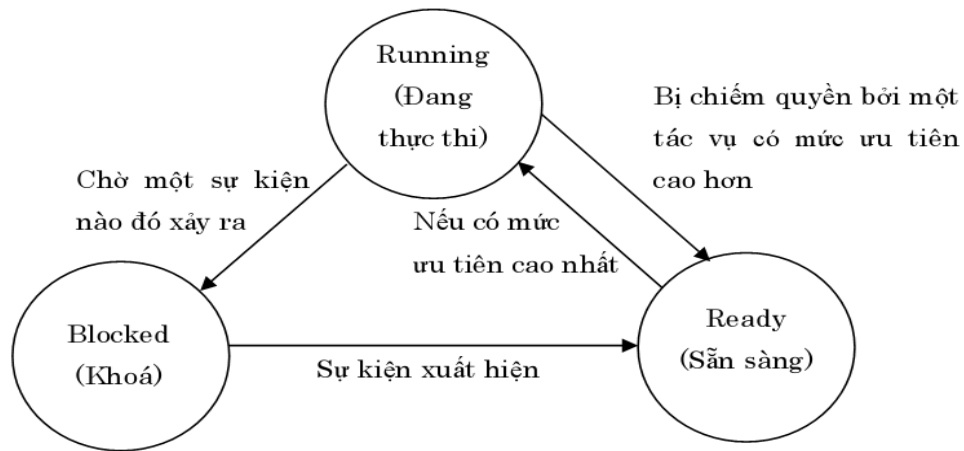 Running
(Đang
thực thi)
Bị chiếm quyền bởi một
tác vụ có mức ưu tiên
cao hơn
Chờ một sự kiện
nào đó xảy ra
Nếu có mức
ưu tiên cao nhất
Blocked
(Khoá)
Ready
(Sẵn sàng)
Sự kiện xuất hiện